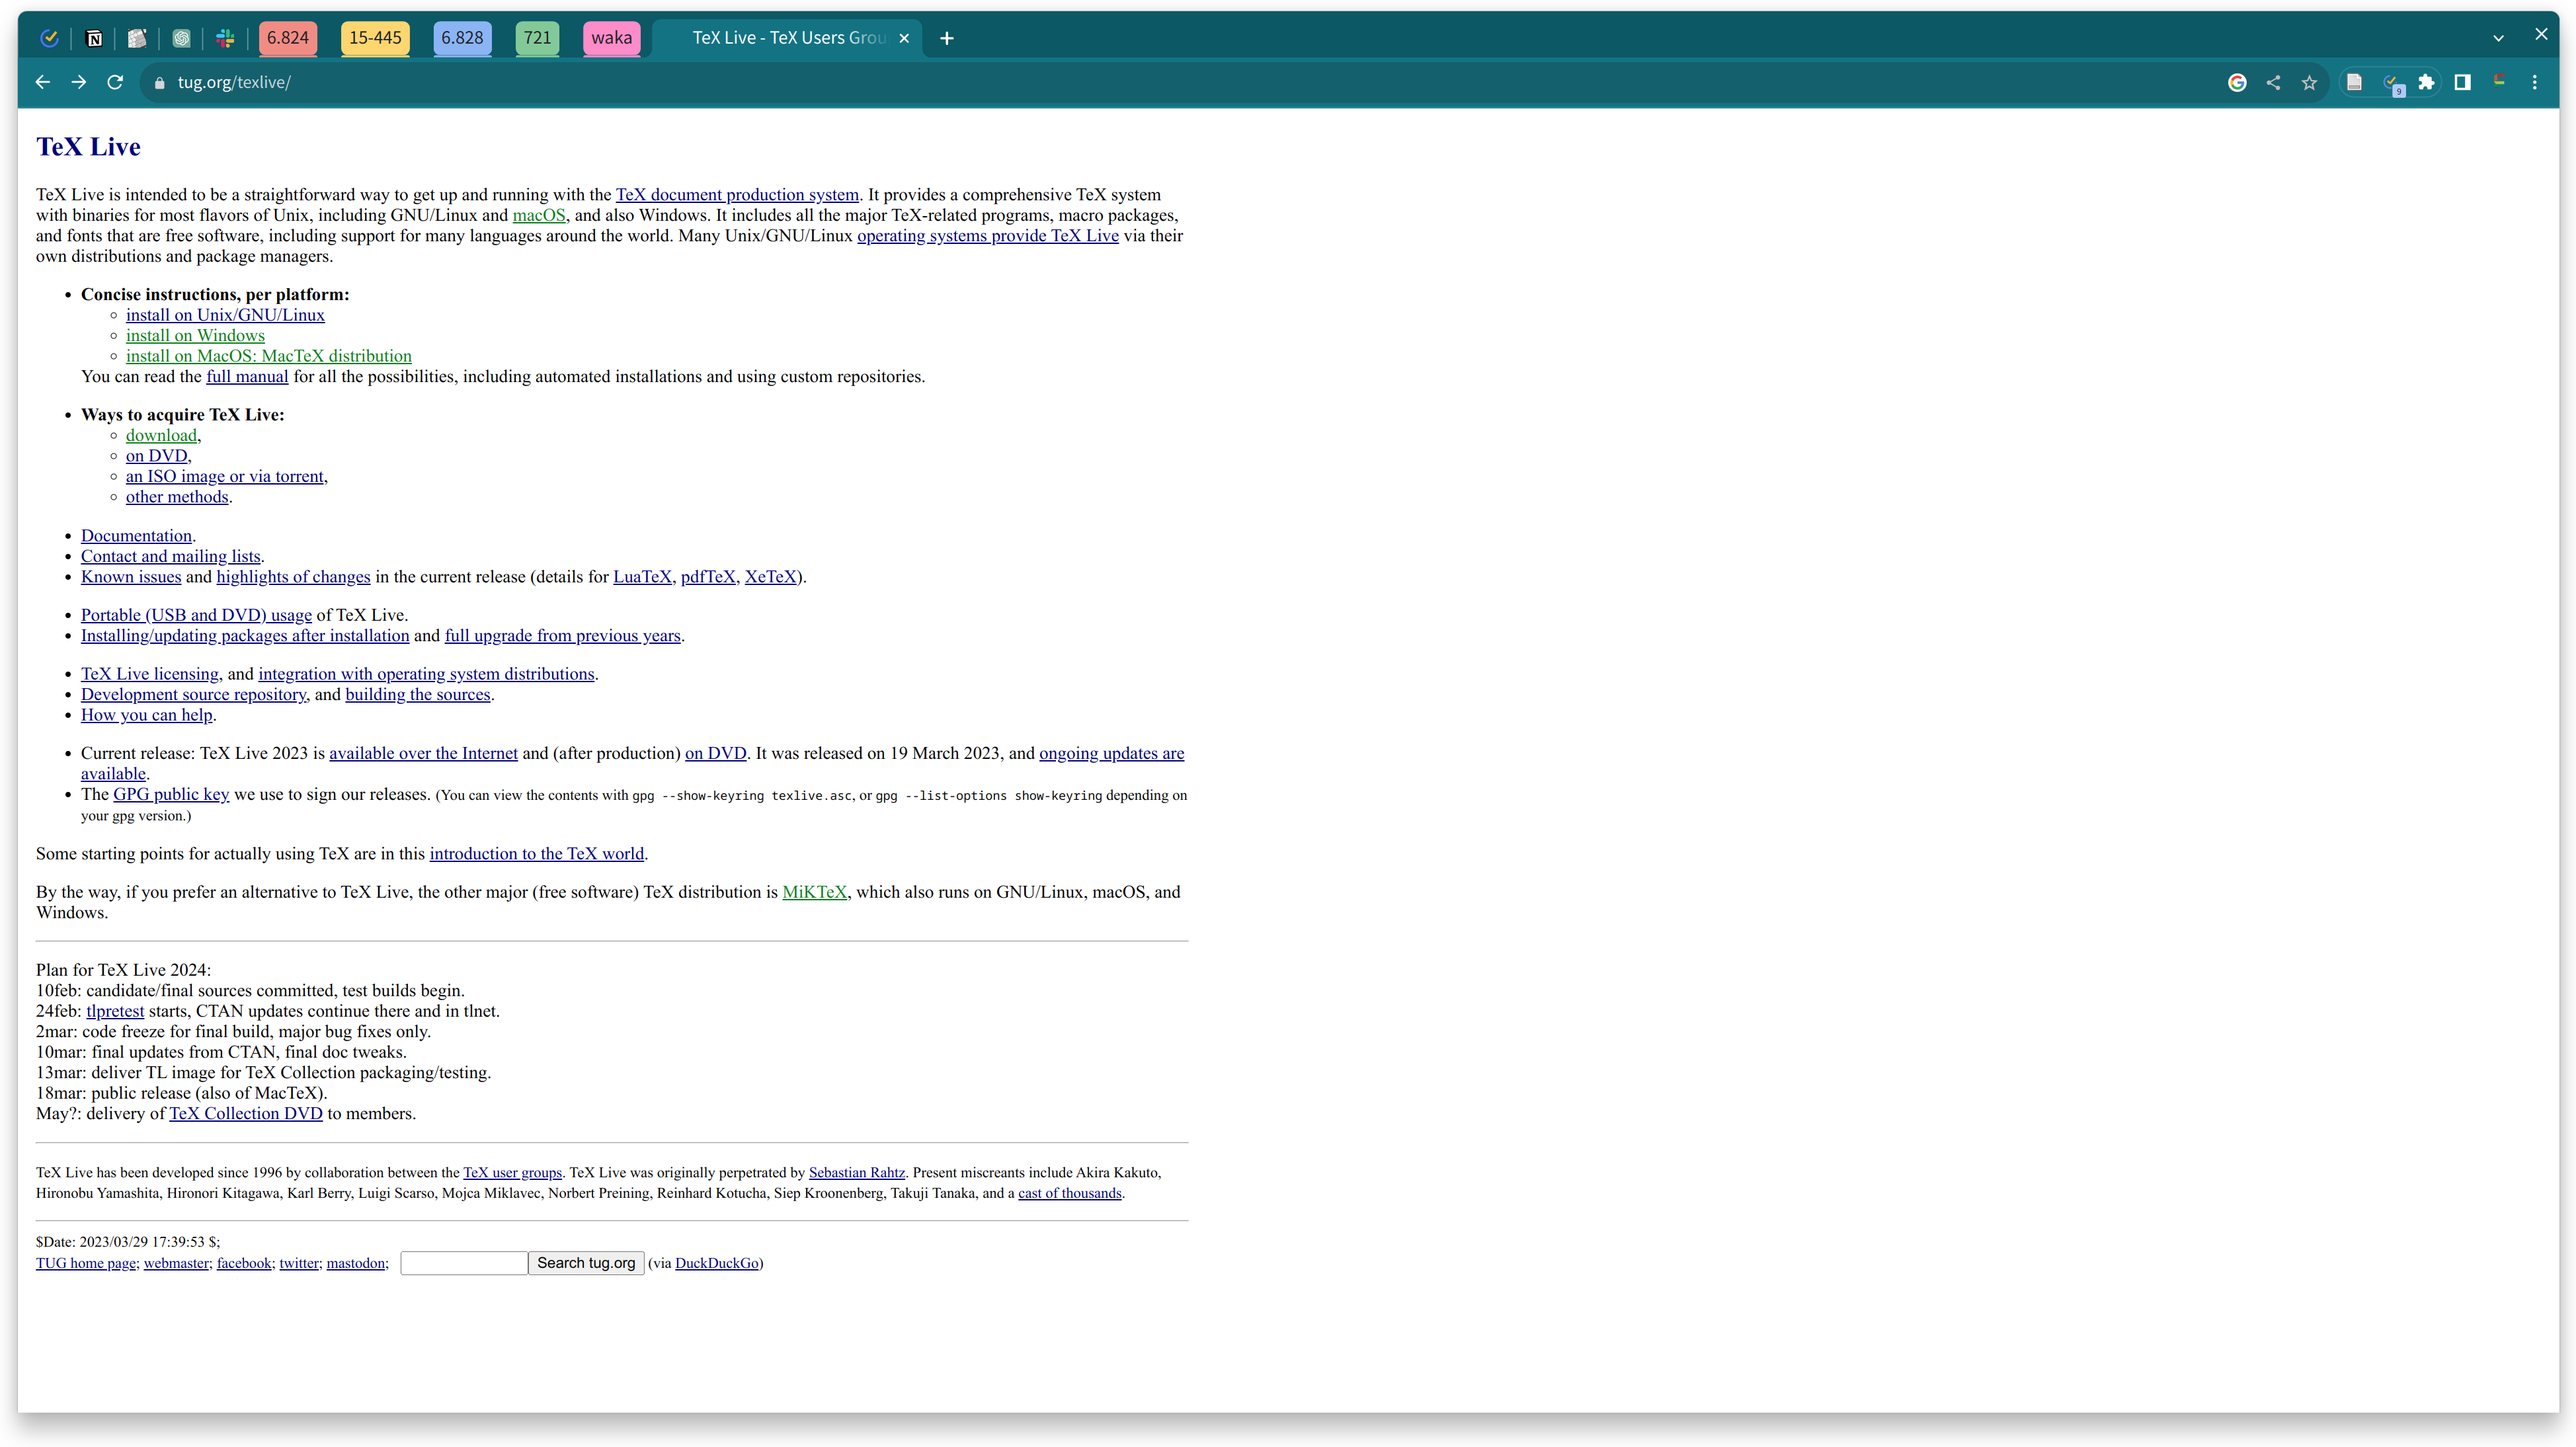 6.824
15-445
6.828
721
waka
TeX Live - TeX Users Grou
tug.org/texlive/
9
TeX Live
TeX Live is intended to be a straightforward way to get up and running with the TeX document production system. It provides a comprehensive TeX system
with binaries for most flavors of Unix, including GNU/Linux and macOS, and also Windows. It includes all the major TeX-related programs, macro packages,
and fonts that are free software, including support for many languages around the world. Many Unix/GNU/Linux operating systems provide TeX Live via their
own distributions and package managers.
• Concise instructions, per platform:
◦ install on Unix/GNU/Linux
◦ install on Windows
◦ install on MacOS: MacTeX distribution
You can read the full manual for all the possibilities, including automated installations and using custom repositories.
• Ways to acquire TeX Live:
◦ download,
◦ on DVD,
◦ an ISO image or via torrent,
◦ other methods.
• Documentation.
• Contact and mailing lists.
• Known issues and highlights of changes in the current release (details for LuaTeX, pdfTeX, XeTeX).
• Portable (USB and DVD) usage of TeX Live.
• Installing/updating packages after installation and full upgrade from previous years.
• TeX Live licensing, and integration with operating system distributions.
• Development source repository, and building the sources.
• How you can help.
• Current release: TeX Live 2023 is available over the Internet and (after production) on DVD. It was released on 19 March 2023, and ongoing updates are
available.
• The GPG public key we use to sign our releases. (You can view the contents with gpg --show-keyring texlive.asc, or gpg --list-options show-keyring depending on
your gpg version.)
Some starting points for actually using TeX are in this introduction to the TeX world.
By the way, if you prefer an alternative to TeX Live, the other major (free software) TeX distribution is MiKTeX, which also runs on GNU/Linux, macOS, and
Windows.
Plan for TeX Live 2024:
10feb: candidate/final sources committed, test builds begin.
24feb: tlpretest starts, CTAN updates continue there and in tlnet.
2mar: code freeze for final build, major bug fixes only.
10mar: final updates from CTAN, final doc tweaks.
13mar: deliver TL image for TeX Collection packaging/testing.
18mar: public release (also of MacTeX).
May?: delivery of TeX Collection DVD to members.
TeX Live has been developed since 1996 by collaboration between the TeX user groups. TeX Live was originally perpetrated by Sebastian Rahtz. Present miscreants include Akira Kakuto,
Hironobu Yamashita, Hironori Kitagawa, Karl Berry, Luigi Scarso, Mojca Miklavec, Norbert Preining, Reinhard Kotucha, Siep Kroonenberg, Takuji Tanaka, and a cast of thousands.
$Date: 2023/03/29 17:39:53 $;
TUG home page; webmaster; facebook; twitter; mastodon; Search tug.org (via DuckDuckGo)